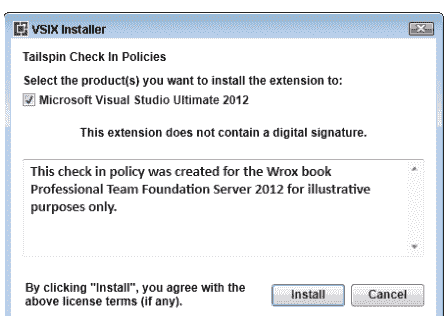 VSIX Installer
Tailspin Check In Policies
Select the product(s) you want to install the extension to:
Microsoft Visual Studio Ultimate 2012
This extension does not contain a digital signature.
This check in policy was created for the Wrox book
Professional Team Foundation Server 2012 for illustrative
purposes only.
By clicking "Install", you agree with the
above license terms (if any).
Install
Cancel